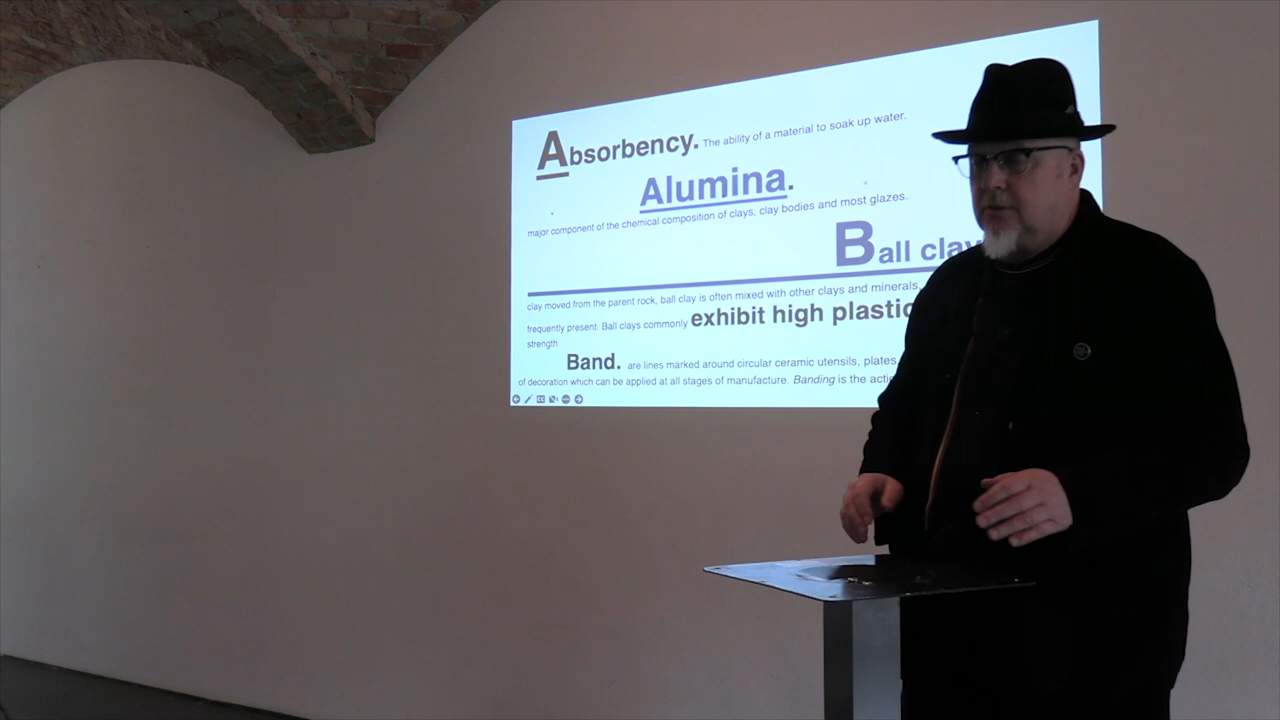 Absorbency. The ability of a material to soak up water.
Alumina.
major component of the chemical composition of clays, clay bodies and most glazes.
Ball clay
clay moved from the parent rock, ball clay is often mixed with other clays and minerals,
frequently present. Ball clays commonly exhibit high plastic
strength
Band. are lines marked around circular ceramic utensils, plates
of decoration which can be applied at all stages of manufacture. Banding is the